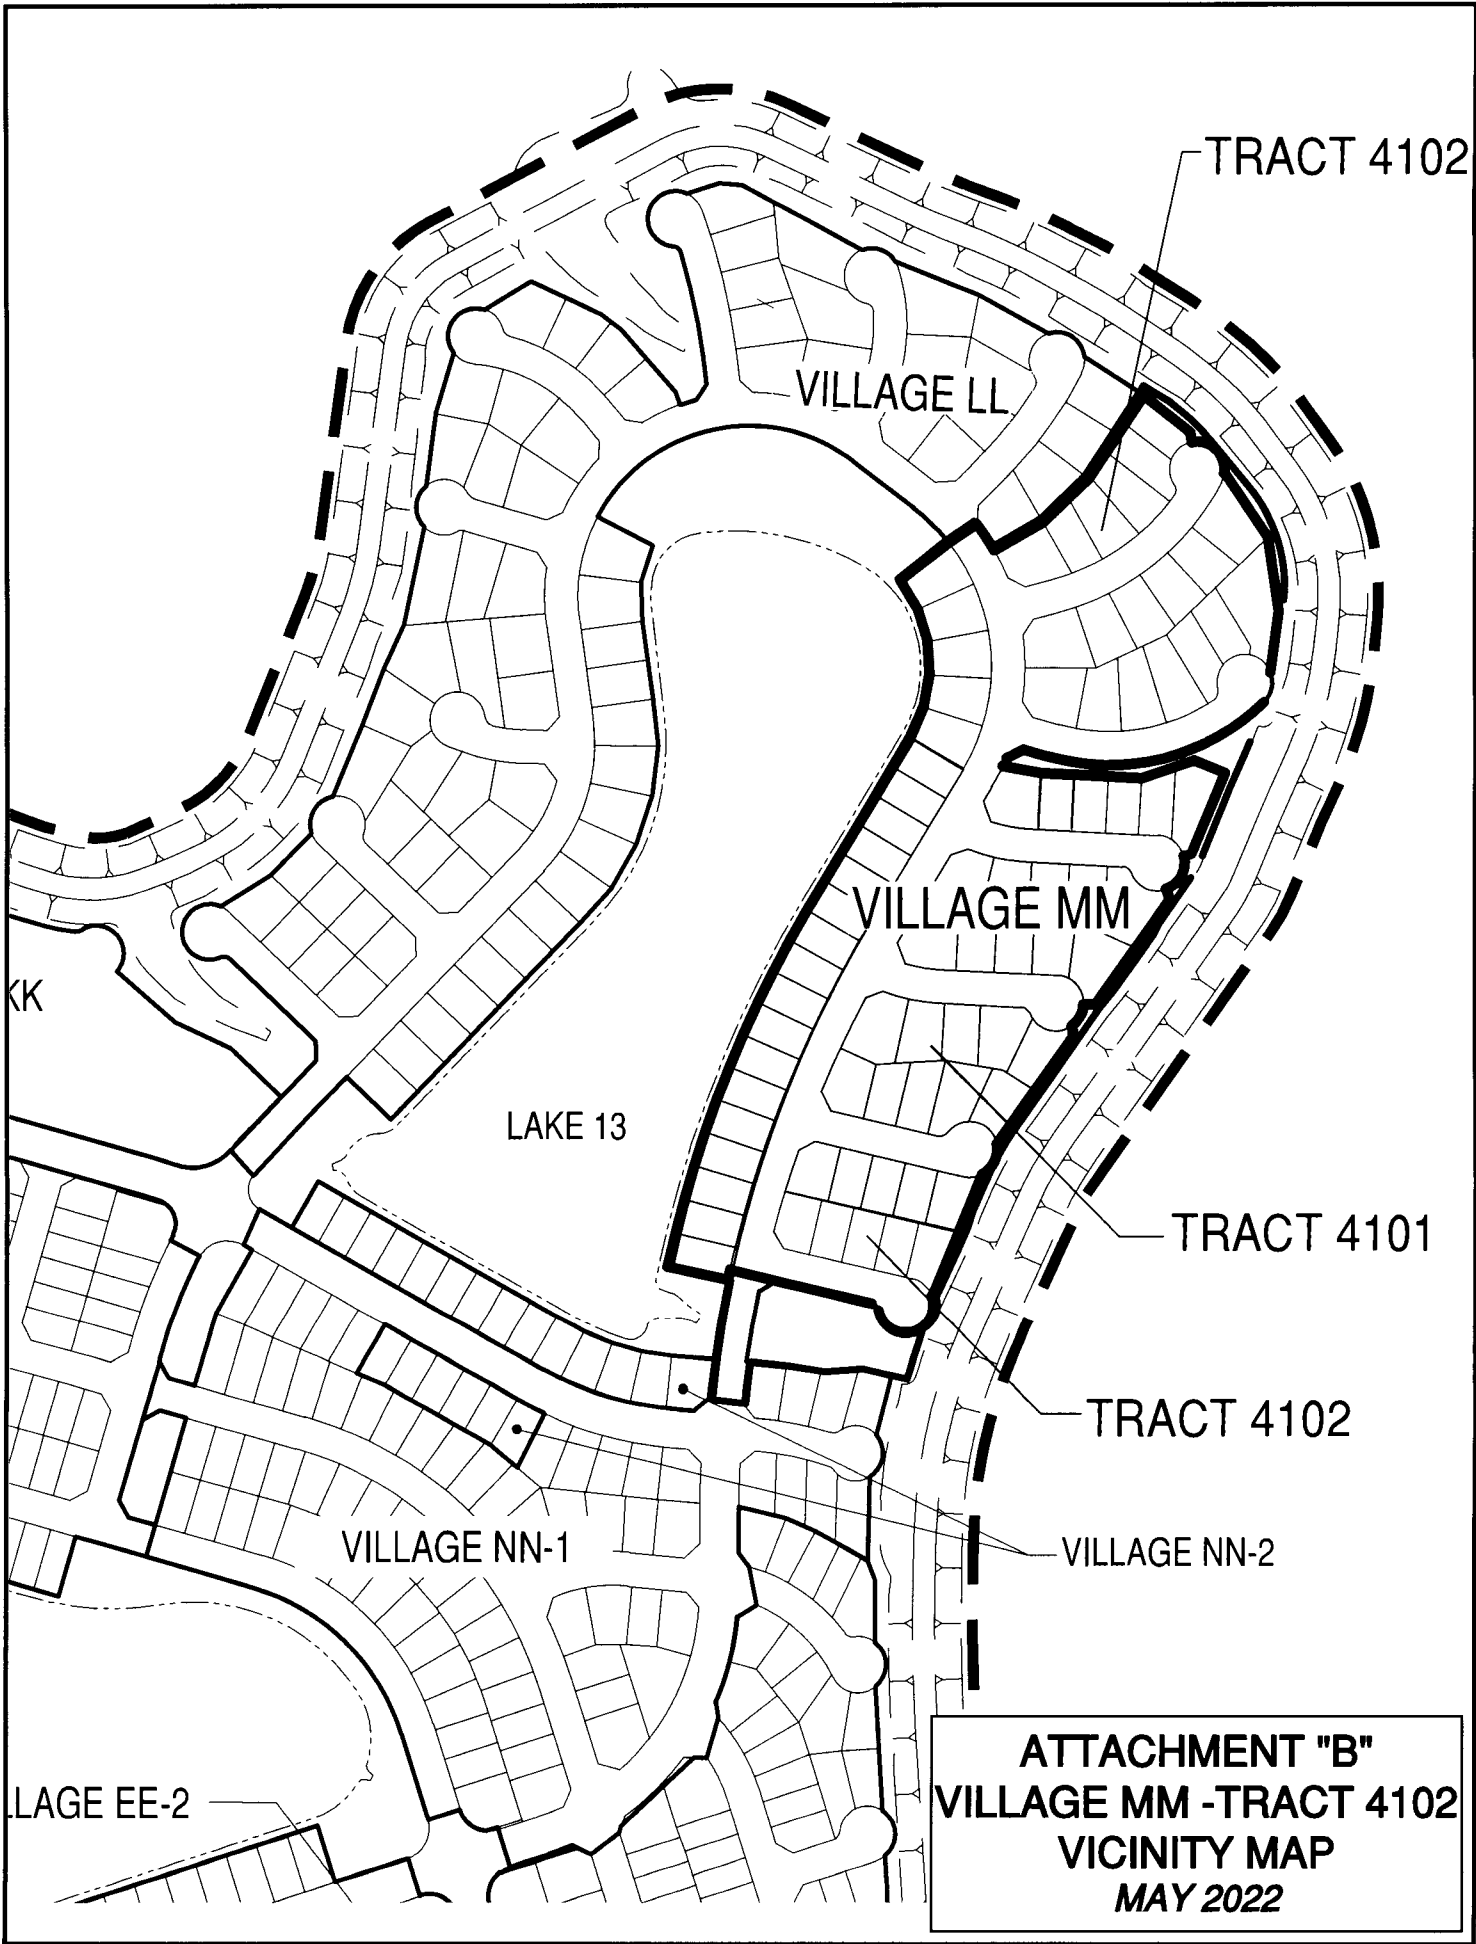 TRACT 4102
VILLAGE LL
VILLAGE MM
KK
LAKE 13
TRACT 4101
TRACT 4102
VILLAGE NN-1
VILLAGE NN-2
LLAGE EE-2
ATTACHMENT "B"
VILLAGE MM -TRACT 4102
VICINITY MAP
MAY 2022